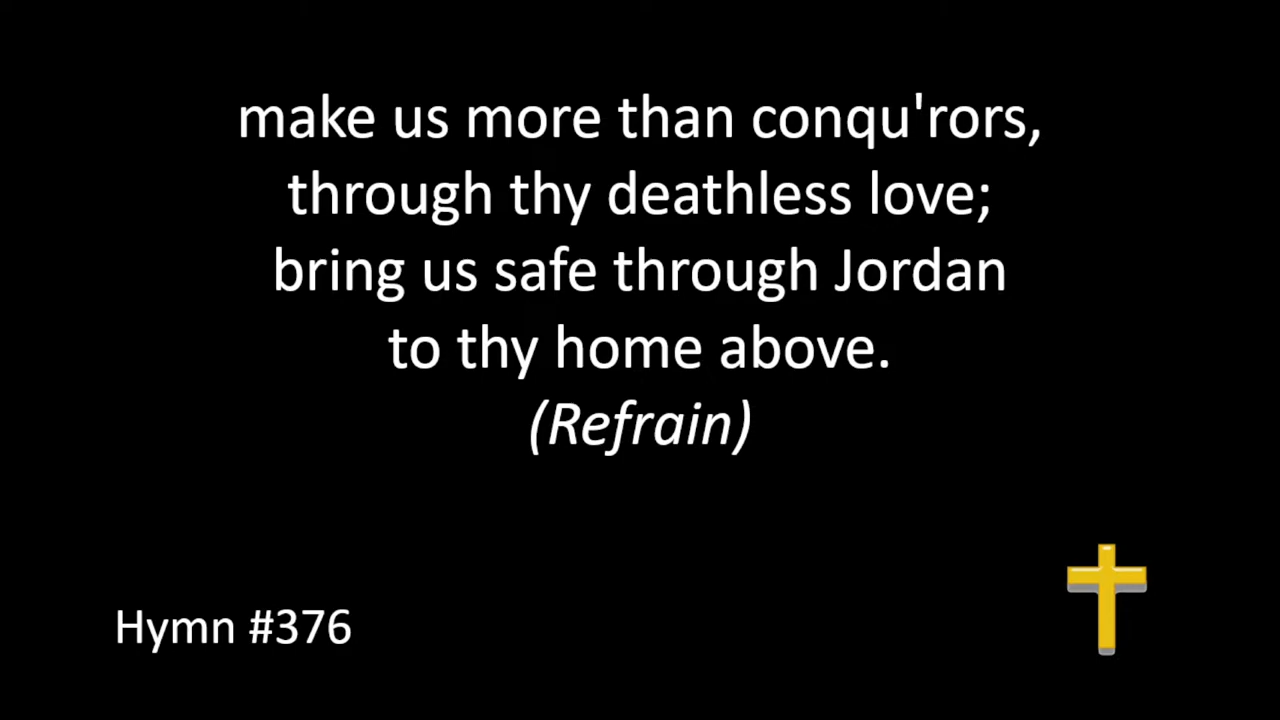 make us more than conqu'rors,
through thy deathless love;
bring us safe through Jordan
to thy home above.
(Refrain)
Hymn #376